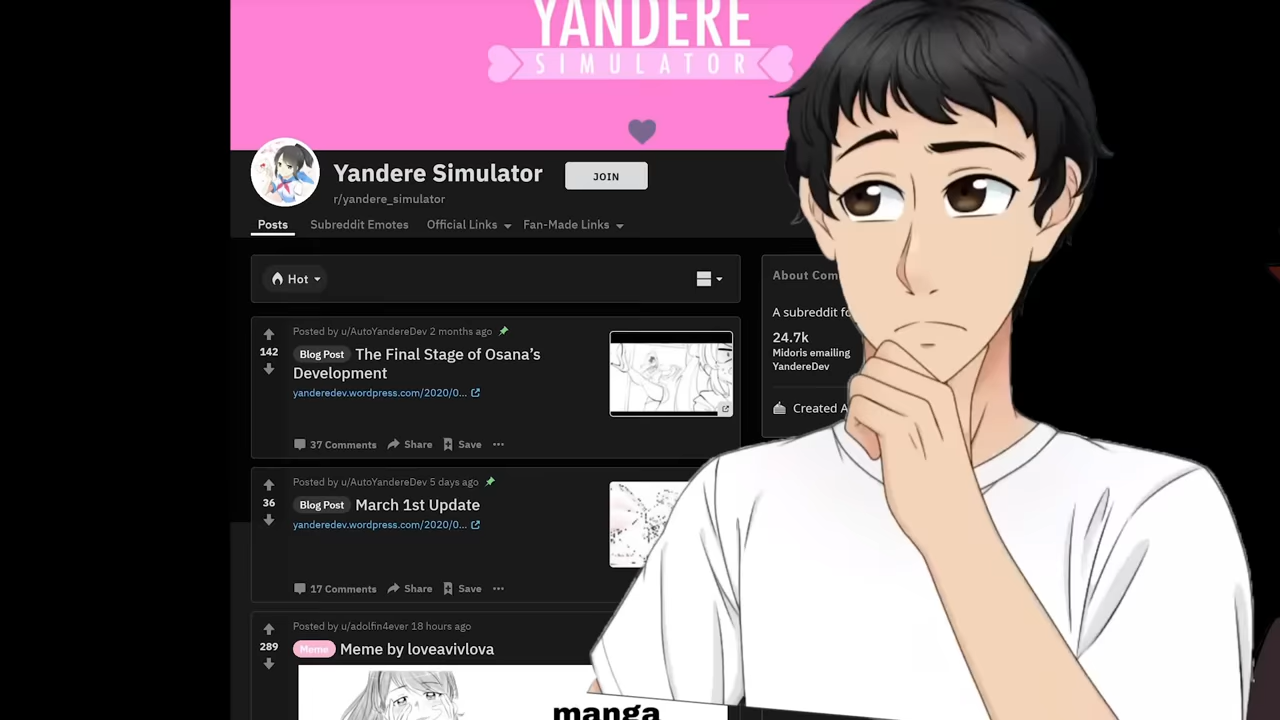 YANDERE
SIMULATOR
Yandere Simulator
JOIN
r/yandere_simulator
Posts
Subreddit Emotes
Official Links
Fan-Made Links
Hot
About Com
A subreddit fo
24.7k
Midoris emailing
YandereDev
Created A
Posted by u/AutoYandereDev 2 months ago
142
Blog Post The Final Stage of Osana's
Development
yanderedev.wordpress.com/2020/0...
37 Comments Share Save
Posted by u/AutoYandereDev 5 days ago
36
Blog Post March 1st Update
yanderedev.wordpress.com/2020/0...
17 Comments Share Save
Posted by u/adolfin4ever 18 hours ago
289
Meme Meme by loveavivlova
manga